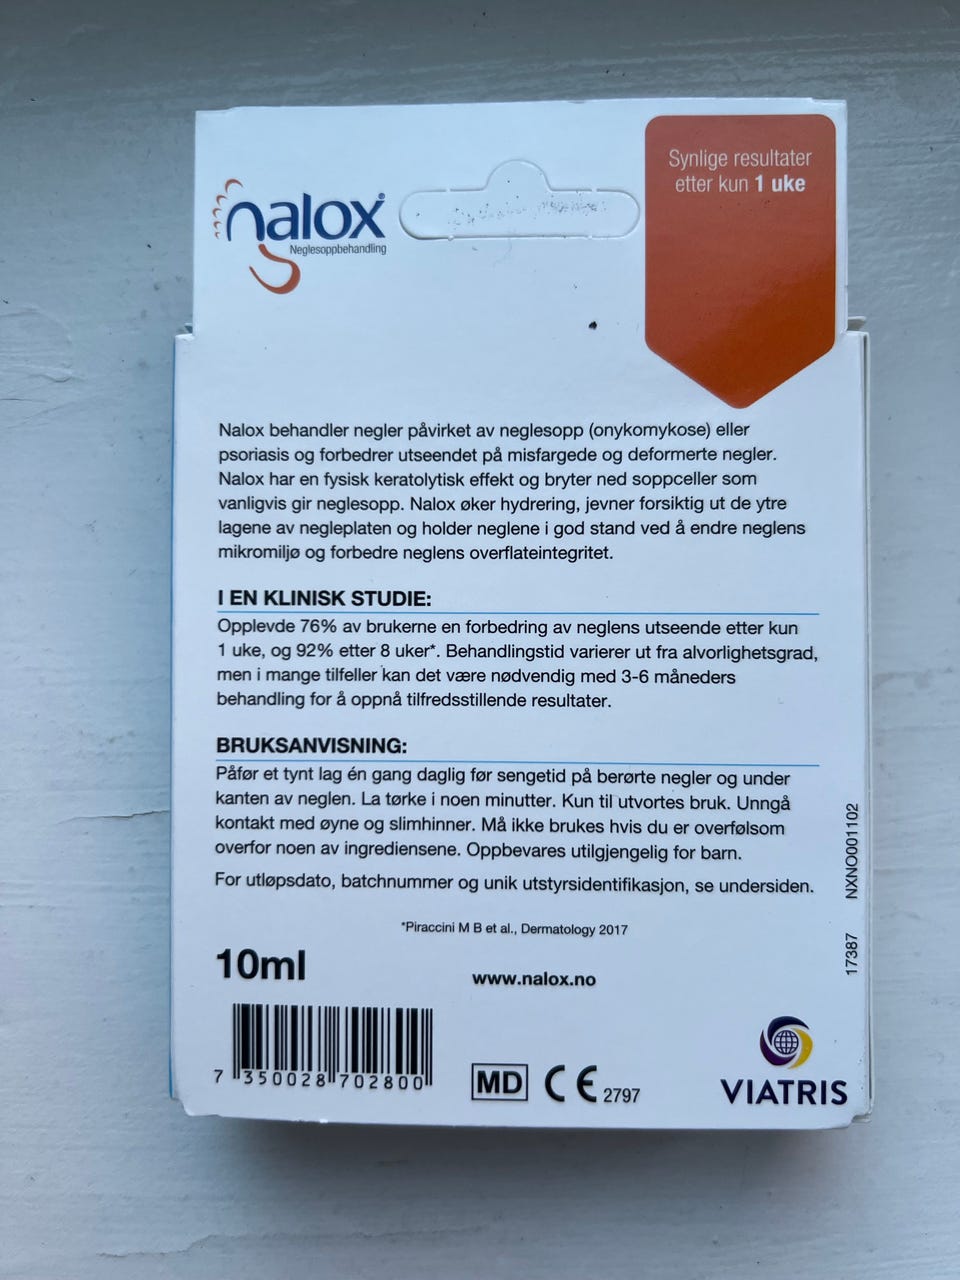 nalox®
Neglesoppbehandling
Synlige resultater
etter kun 1 uke
Nalox behandler negler påvirket av neglesopp (onykomykose) eller
psoriasis og forbedrer utseendet på misfargede og deformerte negler.
Nalox har en fysisk keratolytisk effekt og bryter ned soppceller som
vanligvis gir neglesopp. Nalox øker hydrering, jevner forsiktig ut de ytre
lagene av negleplaten og holder neglene i god stand ved å endre neglens
mikromiljø og forbedre neglens overflateintegritet.
I EN KLINISK STUDIE:
Opplevde 76% av brukerne en forbedring av neglens utseende etter kun
1 uke, og 92% etter 8 uker*. Behandlingstid varierer ut fra alvorlighetsgrad,
men i mange tilfeller kan det være nødvendig med 3-6 måneders
behandling for å oppnå tilfredsstillende resultater.
BRUKSANVISNING:
Påfør et tynt lag én gang daglig før sengetid på berørte negler og under
kanten av neglen. La tørke i noen minutter. Kun til utvortes bruk. Unngå
kontakt med øyne og slimhinner. Må ikke brukes hvis du er overfølsom
overfor noen av ingrediensene. Oppbevares utilgjengelig for barn.
For utløpsdato, batchnummer og unik utstyrsidentifikasjon, se undersiden.
*Piraccini M B et al., Dermatology 2017
10ml
www.nalox.no
7 350028 702800
MD CE 2797
VIATRIS
17387 NXNO001102